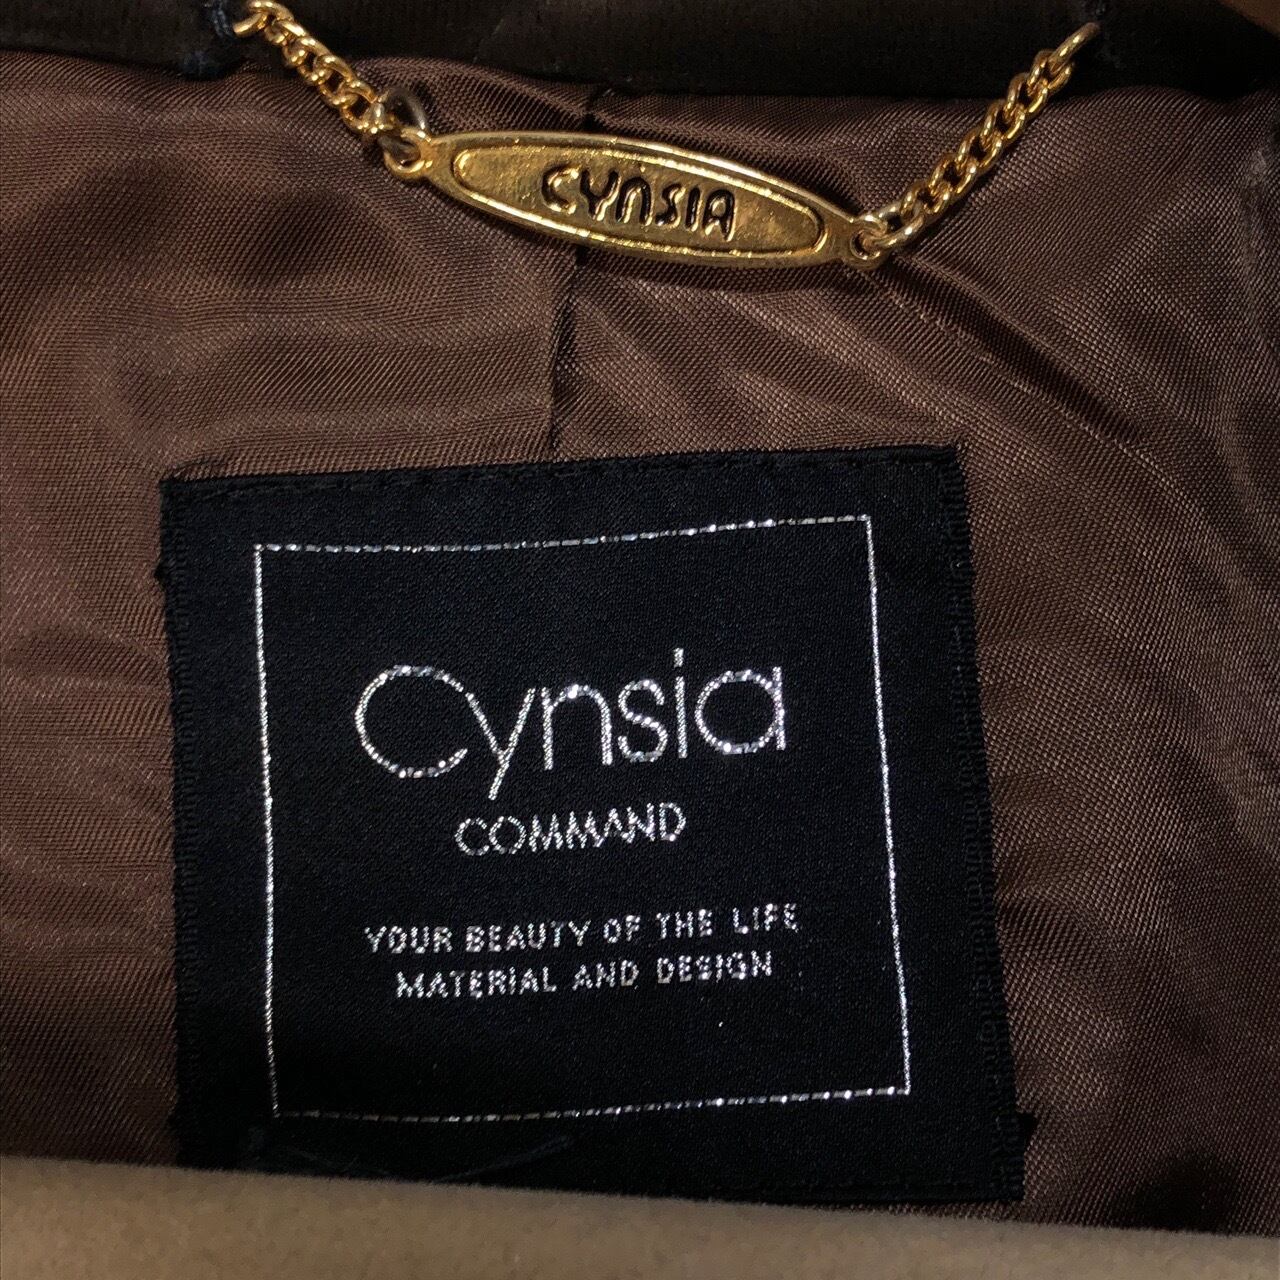 CYNSIA
Cynsia
COMMAND
YOUR BEAUTY OF THE LIFE
MATERIAL AND DESIGN